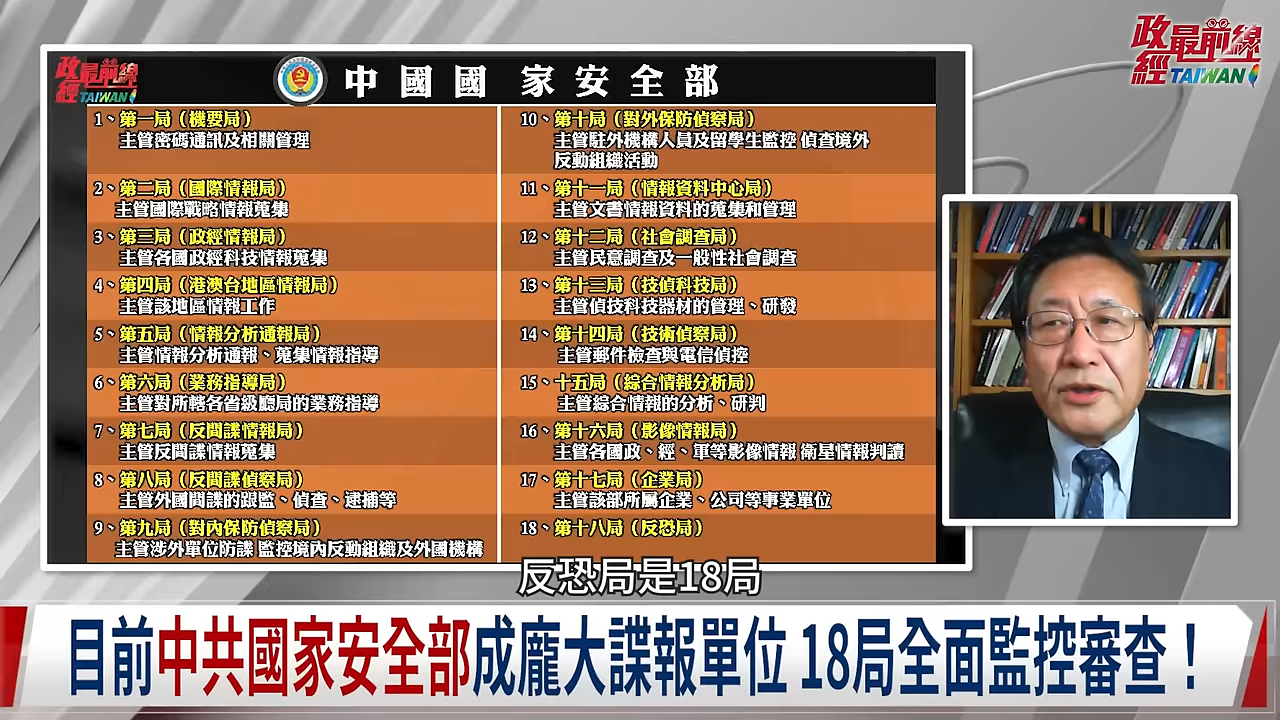 政經最前線
TAIWAN
政經最前線
TAIWAN
中國國家安全部
1、第一局（機要局）
主管密碼通訊及相關管理
2、第二局（國際情報局）
主管國際戰略情報蒐集
3、第三局（政經情報局）
主管各國政經科技情報蒐集
4、第四局（港澳台地區情報局）
主管該地區情報工作
5、第五局（情報分析通報局）
主管情報分析通報、蒐集情報指導
6、第六局（業務指導局）
主管對所轄各省級廳局的業務指導
7、第七局（反間諜情報局）
主管反間諜情報蒐集
8、第八局（反間諜偵察局）
主管外國間諜的跟監、偵查、逮捕等
9、第九局（對內保防偵察局）
主管涉外單位防諜 監控境內反動組織及外國機構
10、第十局（對外保防偵察局）
主管駐外機構人員及留學生監控 偵查境外
反動組織活動
11、第十一局（情報資料中心局）
主管文書情報資料的蒐集和管理
12、第十二局（社會調查局）
主管民意調查及一般性社會調查
13、第十三局（技偵科技局）
主管偵技科技器材的管理、研發
14、第十四局（技術偵察局）
主管郵件檢查與電信偵控
15、十五局（綜合情報分析局）
主管綜合情報的分析、研判
16、第十六局（影像情報局）
主管各國政、經、軍等影像情報 衛星情報判讀
17、第十七局（企業局）
主管該部所屬企業、公司等事業單位
18、第十八局（反恐局）
反恐局是18局
目前中共國家安全部成龐大諜報單位 18局全面監控審查！